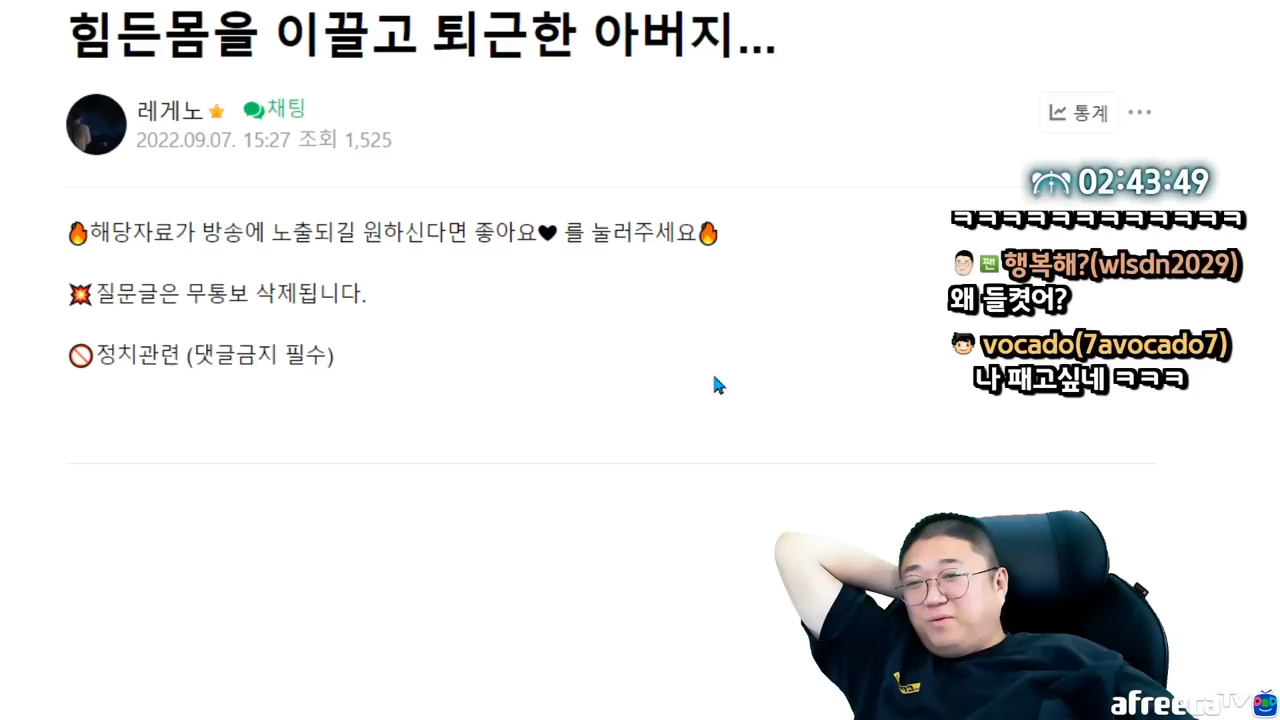 힘든몸을 이끌고 퇴근한 아버지...
레게노 채팅
2022.09.07. 15:27 조회 1,525
통계
02:43:49
해당자료가 방송에 노출되길 원하신다면 좋아요🖤 를 눌러주세요
질문글은 무통보 삭제됩니다.
정치관련 (댓글금지 필수)
ㅋㅋㅋㅋㅋㅋㅋㅋㅋㅋㅋㅋ
팬 행복해?(wlsdn2029)
왜 들켯어?
vocado(7avocado7)
나 패고싶네 ㅋㅋㅋ
afreecaTV